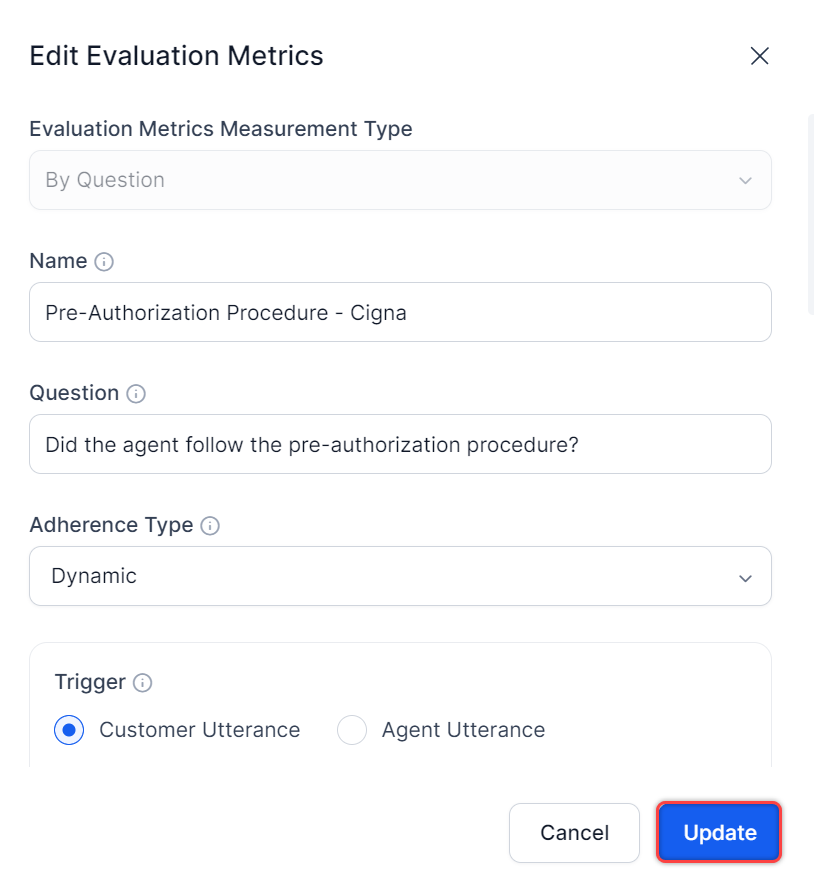 Edit Evaluation Metrics
Evaluation Metrics Measurement Type
By Question
Name
Pre-Authorization Procedure - Cigna
Question
Did the agent follow the pre-authorization procedure?
Adherence Type
Dynamic
Trigger
Customer Utterance Agent Utterance
Cancel Update